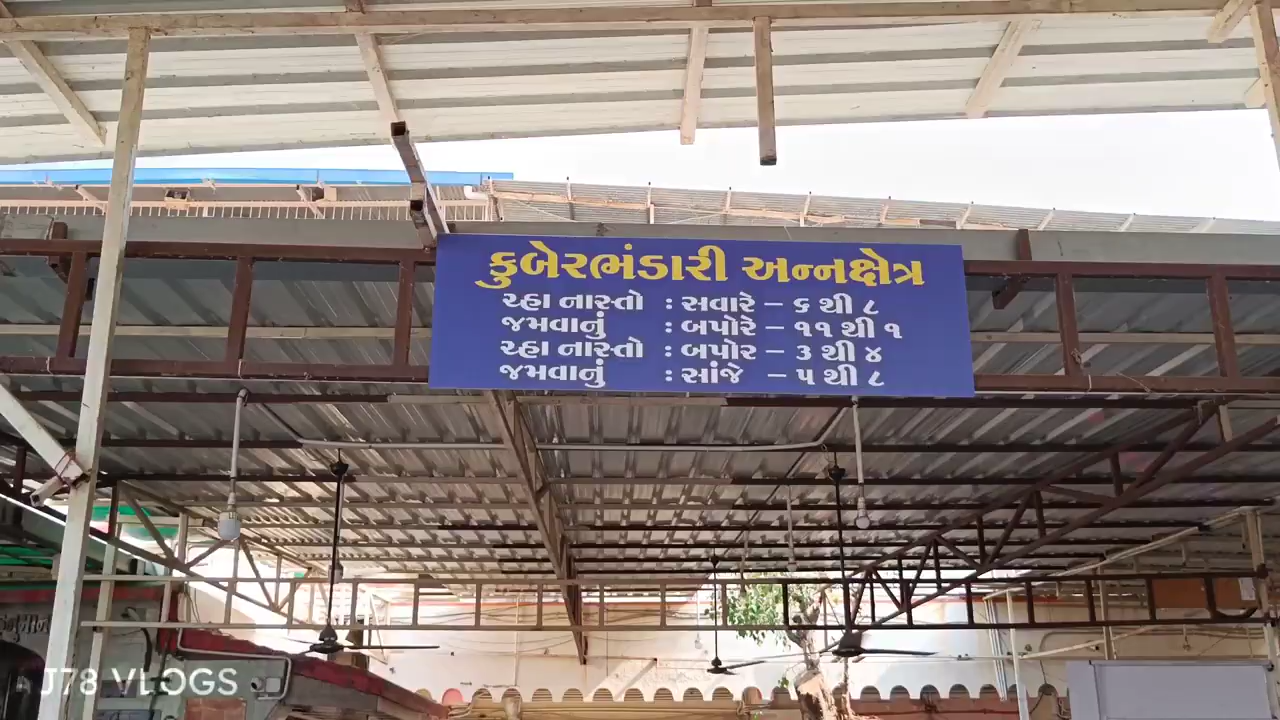 કુબેરભંડારી અન્નક્ષેત્ર
ચ્હા નાસ્તો : સવારે – ૬ થી ૮
જમવાનું : બપોરે – ૧૧ થી ૧
ચ્હા નાસ્તો : બપોર – ૩ થી ૪
જમવાનું : સાંજે – ૫ થી ૮
J78 VLOGS